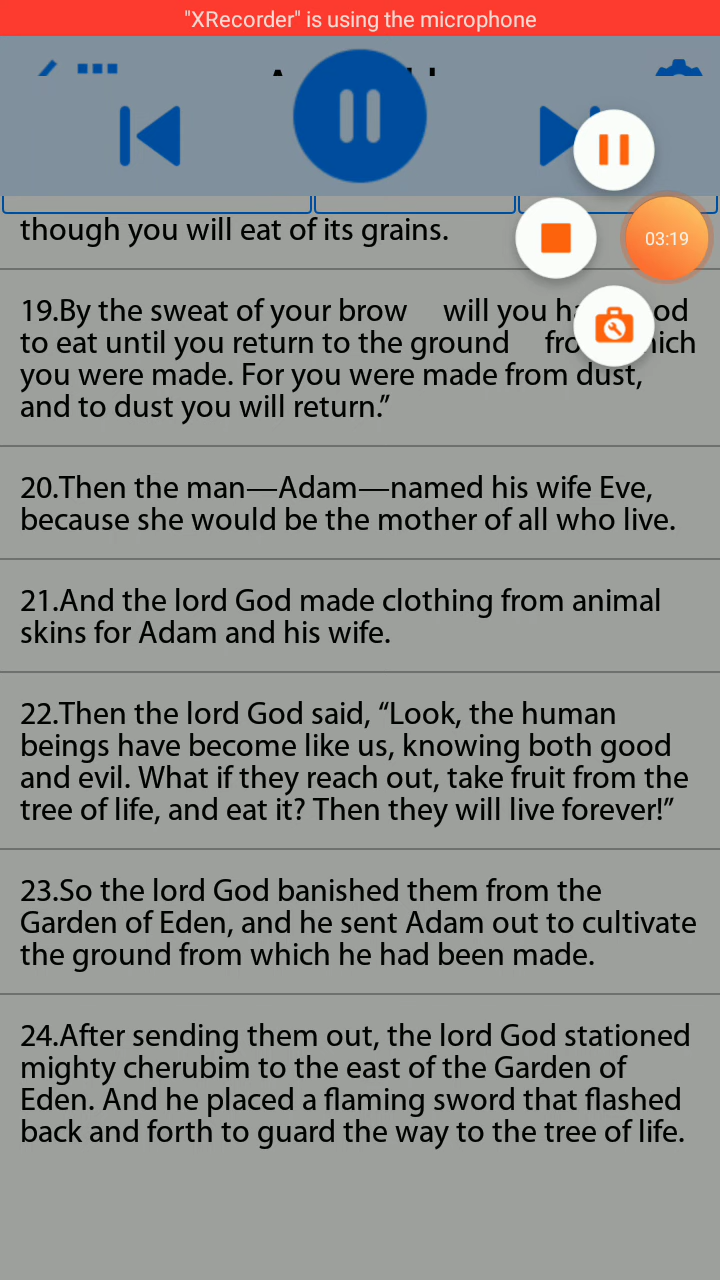 "XRecorder" is using the microphone
though you will eat of its grains.
03:19
19.By the sweat of your brow will you
to eat until you return to the ground
you were made. For you were made from dust,
and to dust you will return.”
20.Then the man—Adam—named his wife Eve,
because she would be the mother of all who live.
21.And the lord God made clothing from animal
skins for Adam and his wife.
22.Then the lord God said, “Look, the human
beings have become like us, knowing both good
and evil. What if they reach out, take fruit from the
tree of life, and eat it? Then they will live forever!”
23.So the lord God banished them from the
Garden of Eden, and he sent Adam out to cultivate
the ground from which he had been made.
24.After sending them out, the lord God stationed
mighty cherubim to the east of the Garden of
Eden. And he placed a flaming sword that flashed
back and forth to guard the way to the tree of life.